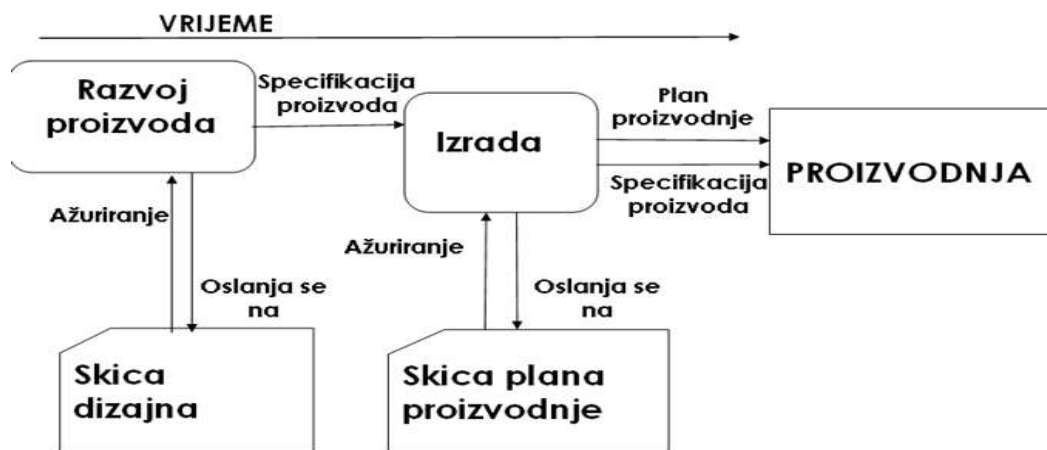 VRIJEME
Razvoj
proizvoda
Specifikacija
proizvoda
Izrada
Plan
proizvodnje
Specifikacija
proizvoda
PROIZVODNJA
Ažuriranje
Oslanja se
na
Ažuriranje
Oslanja se
na
Skica
dizajna
Skica plana
proizvodnje